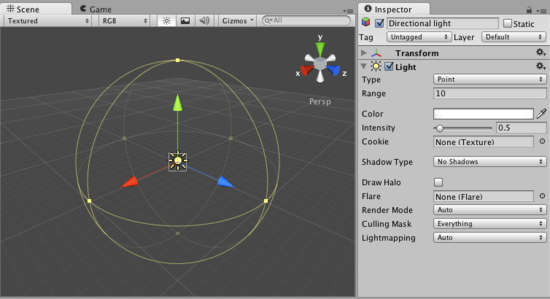 Scene
Game
Textured
RGB
Gizmos
All
y
x
z
Persp
Inspector
Directional light
Static
Tag
Untagged
Layer
Default
Transform
Light
Type
Point
Range
10
Color
Intensity
0.5
Cookie
None (Texture)
Shadow Type
No Shadows
Draw Halo
Flare
None (Flare)
Render Mode
Auto
Culling Mask
Everything
Lightmapping
Auto